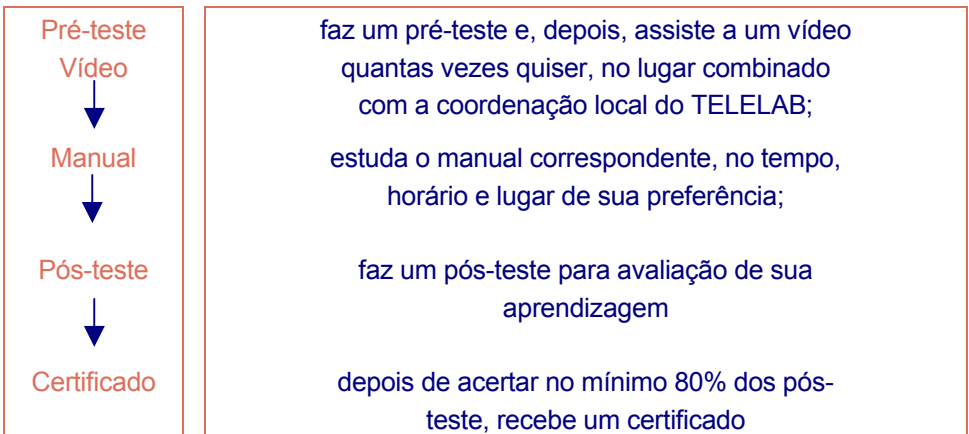 Pré-teste
Vídeo
faz um pré-teste e, depois, assiste a um vídeo
quantas vezes quiser, no lugar combinado
com a coordenação local do TELELAB;
Manual
estuda o manual correspondente, no tempo,
horário e lugar de sua preferência;
Pós-teste
faz um pós-teste para avaliação de sua
aprendizagem
Certificado
depois de acertar no mínimo 80% dos pós-
teste, recebe um certificado